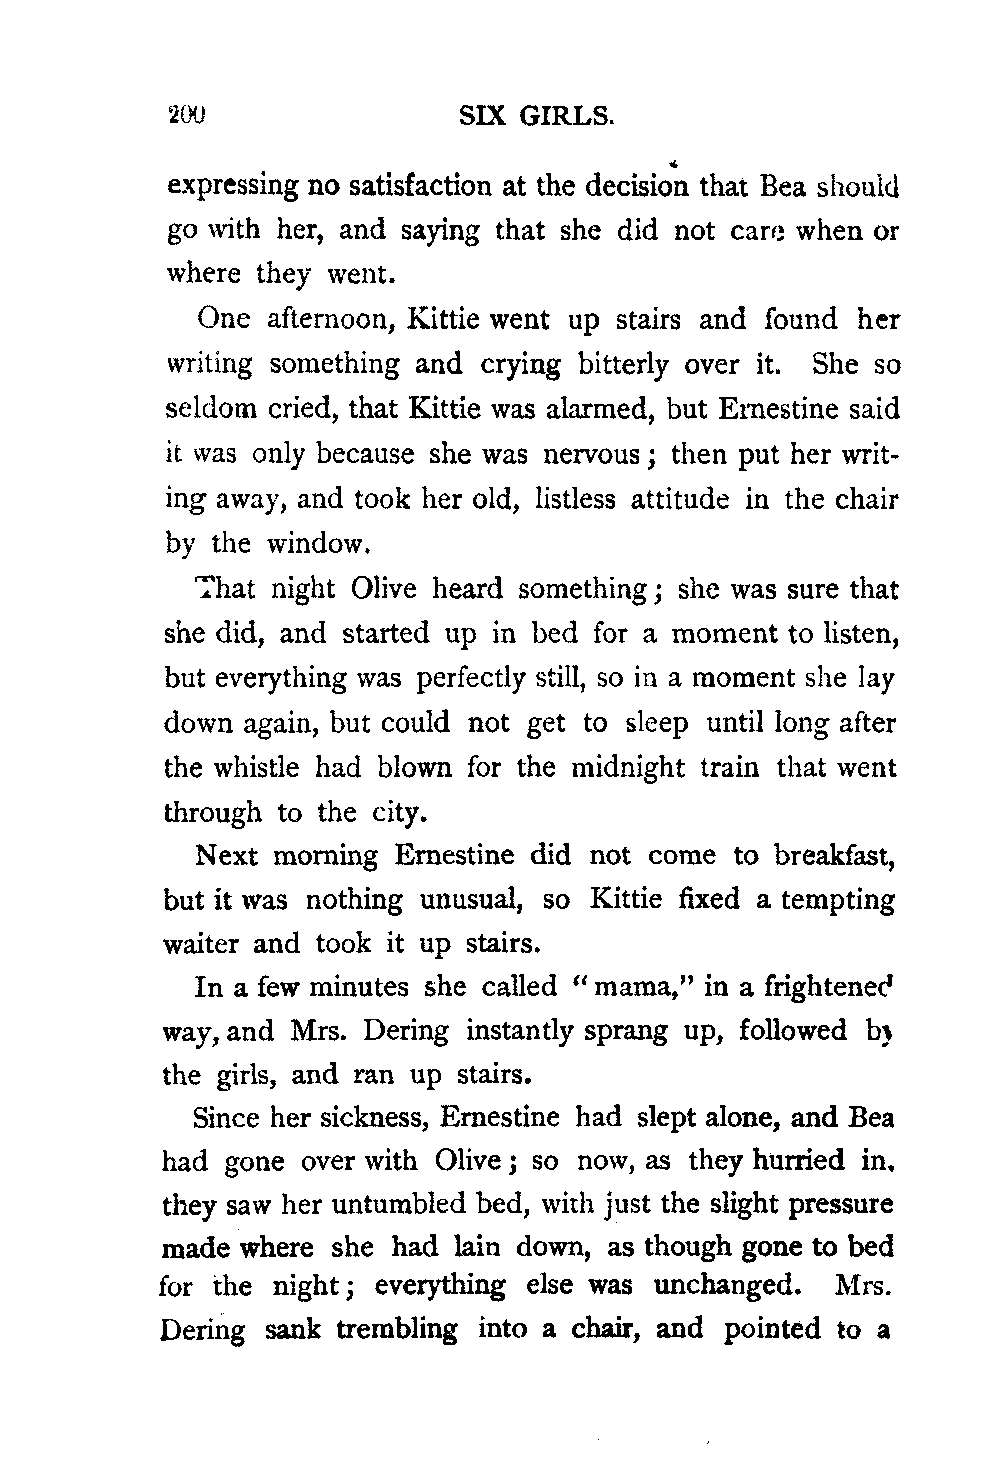 200 SIX GIRLS.
expressing no satisfaction at the decision that Bea should
go with her, and saying that she did not care when or
where they went.
One afternoon, Kittie went up stairs and found her
writing something and crying bitterly over it. She so
seldom cried, that Kittie was alarmed, but Ernestine said
it was only because she was nervous; then put her writ-
ing away, and took her old, listless attitude in the chair
by the window.
That night Olive heard something; she was sure that
she did, and started up in bed for a moment to listen,
but everything was perfectly still, so in a moment she lay
down again, but could not get to sleep until long after
the whistle had blown for the midnight train that went
through to the city.
Next morning Ernestine did not come to breakfast,
but it was nothing unusual, so Kittie fixed a tempting
waiter and took it up stairs.
In a few minutes she called "mama," in a frightened
way, and Mrs. Dering instantly sprang up, followed by
the girls, and ran up stairs.
Since her sickness, Ernestine had slept alone, and Bea
had gone over with Olive; so now, as they hurried in,
they saw her untumbled bed, with just the slight pressure
made where she had lain down, as though gone to bed
for the night; everything else was unchanged. Mrs.
Dering sank trembling into a chair, and pointed to a